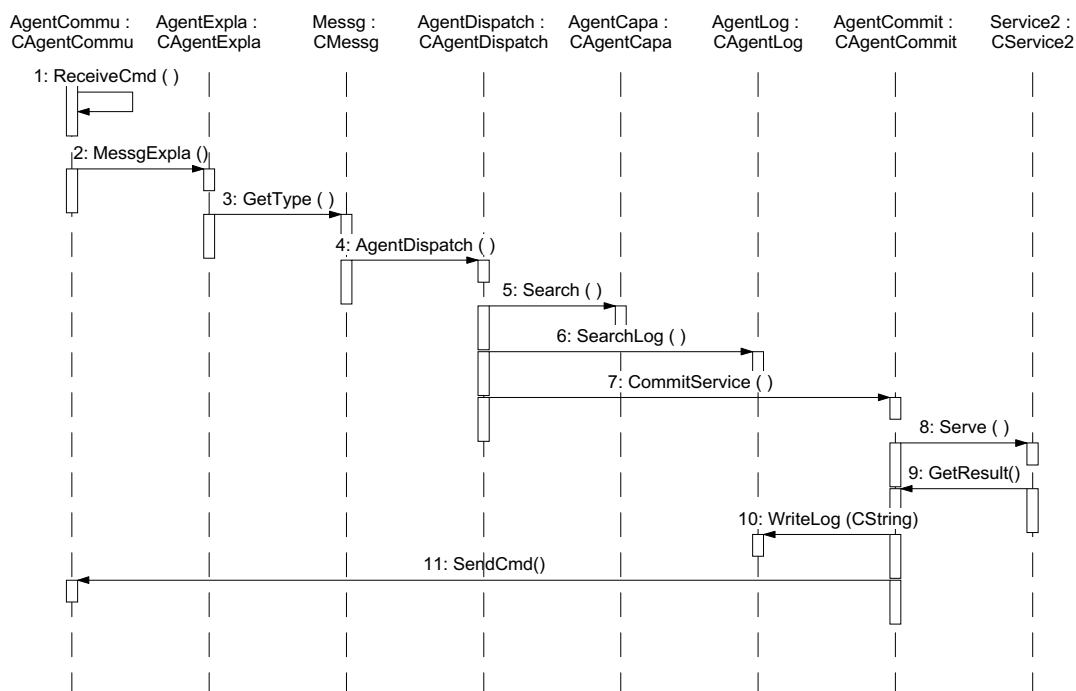 AgentCommu :
CAgentCommu
AgentExpla :
CAgentExpla
Messg :
CMessg
AgentDispatch :
CAgentDispatch
AgentCapa :
CAgentCapa
AgentLog :
CAgentLog
AgentCommit :
CAgentCommit
Service2 :
CService2
1: ReceiveCmd ( )
2: MessgExpla ()
3: GetType ( )
4: AgentDispatch ( )
5: Search ( )
6: SearchLog ( )
7: CommitService ( )
8: Serve ( )
9: GetResult()
10: WriteLog (CString)
11: SendCmd()